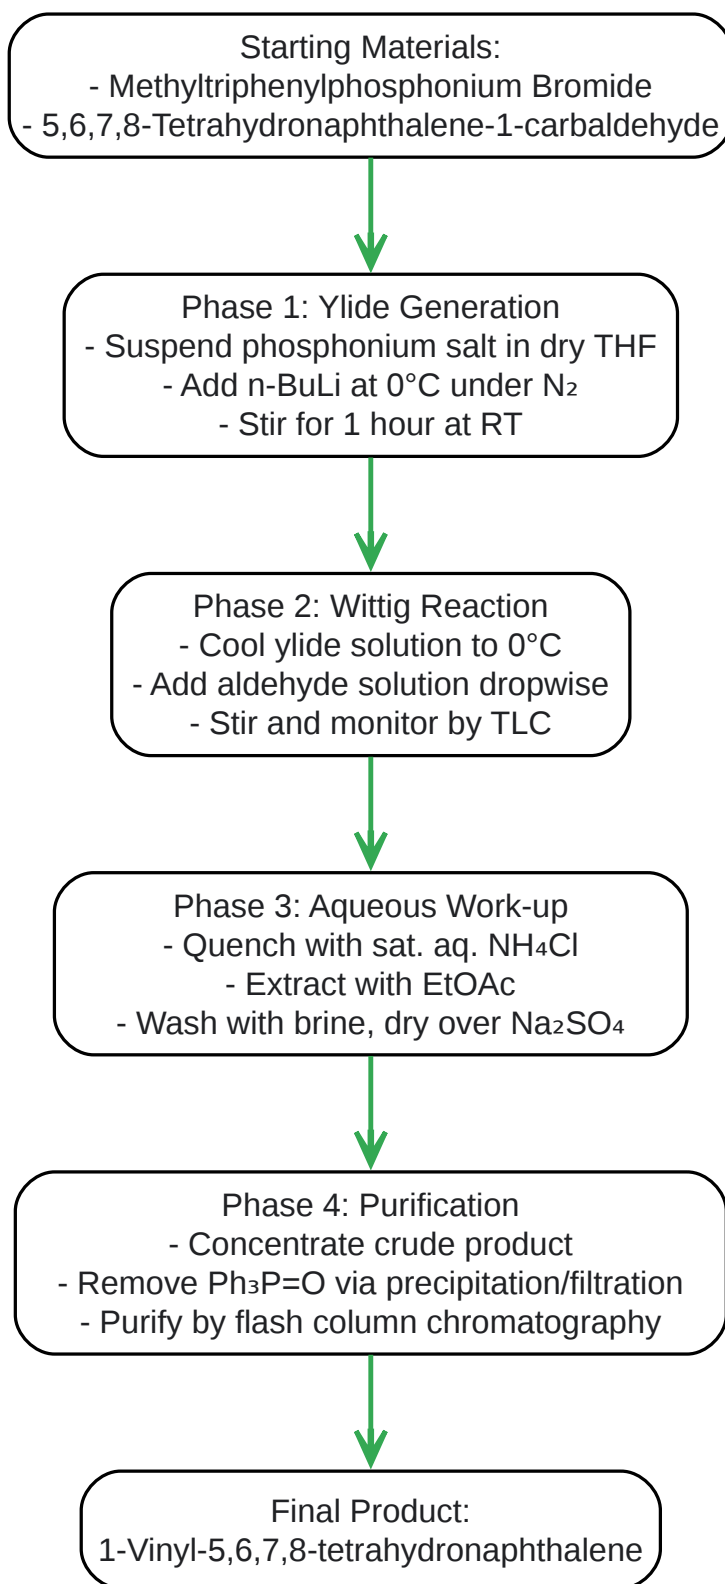 Starting Materials:
- Methyltriphenylphosphonium Bromide
- 5,6,7,8-Tetrahydronaphthalene-1-carbaldehyde
Phase 1: Ylide Generation
- Suspend phosphonium salt in dry THF
- Add n-BuLi at 0°C under N₂
- Stir for 1 hour at RT
Phase 2: Wittig Reaction
- Cool ylide solution to 0°C
- Add aldehyde solution dropwise
- Stir and monitor by TLC
Phase 3: Aqueous Work-up
- Quench with sat. aq. NH₄Cl
- Extract with EtOAc
- Wash with brine, dry over Na₂SO₄
Phase 4: Purification
- Concentrate crude product
- Remove Ph₃P=O via precipitation/filtration
- Purify by flash column chromatography
Final Product:
1-Vinyl-5,6,7,8-tetrahydronaphthalene